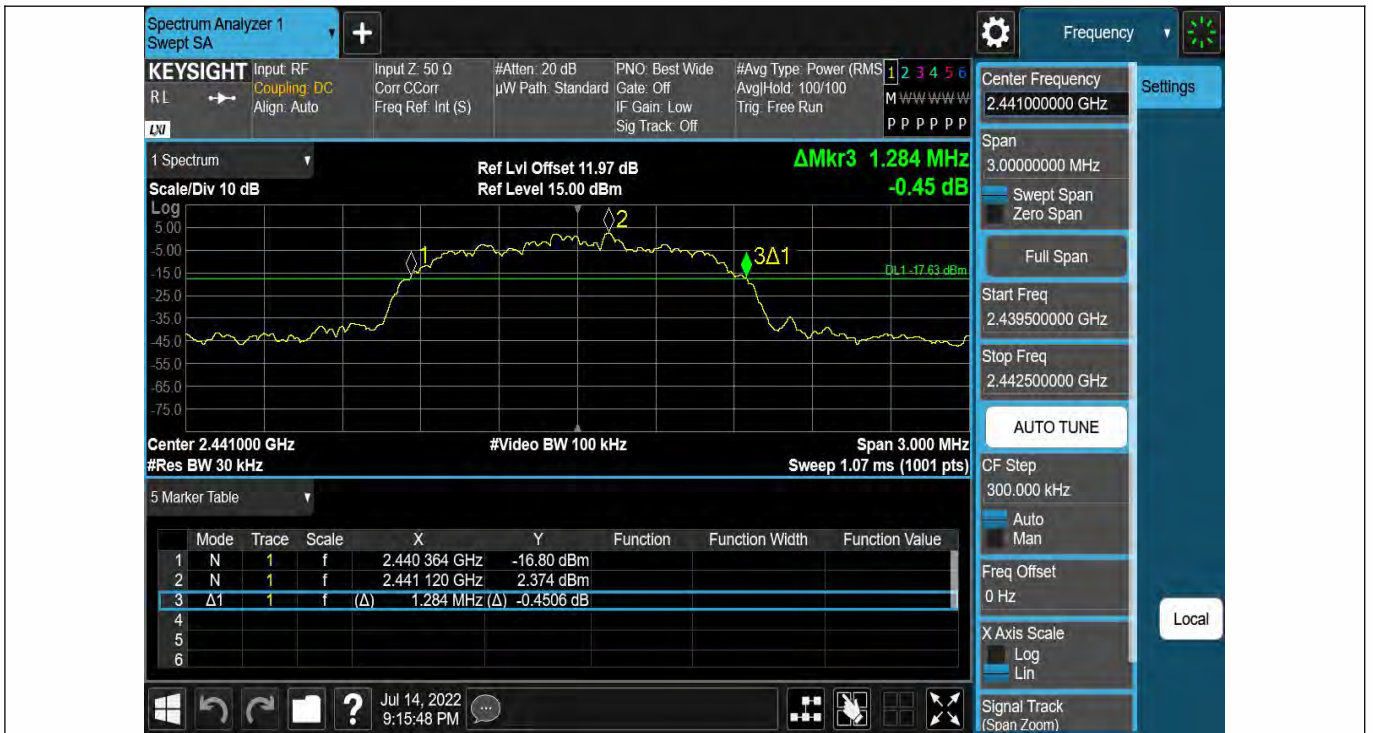 Spectrum Analyzer 1
Swept SA
+
Frequency
KEYSIGHT
RL
LXI
Input: RF
Coupling: DC
Align: Auto
Input Z: 50 Ω
Corr CCorr
Freq Ref: Int (S)
#Atten: 20 dB
µW Path: Standard
PNO: Best Wide
Gate: Off
IF Gain: Low
Sig Track: Off
#Avg Type: Power (RMS
Avg|Hold: 100/100
Trig: Free Run
1 2 3 4 5 6
M W W W W W
P P P P P P
1 Spectrum
Scale/Div 10 dB
Ref Lvl Offset 11.97 dB
Ref Level 15.00 dBm
ΔMkr3 1.284 MHz
-0.45 dB
Log
5.00
-5.00
-15.0
-25.0
-35.0
-45.0
-55.0
-65.0
-75.0
1
2
3Δ1
DL1 -17.63 dBm
Center 2.441000 GHz
#Video BW 100 kHz
Span 3.000 MHz
#Res BW 30 kHz
Sweep 1.07 ms (1001 pts)
5 Marker Table
Mode Trace Scale X Y Function Function Width Function Value
1 N 1 f 2.440 364 GHz -16.80 dBm
2 N 1 f 2.441 120 GHz 2.374 dBm
3 Δ1 1 f (Δ) 1.284 MHz (Δ) -0.4506 dB
4
5
6
?
Jul 14, 2022
9:15:48 PM
Center Frequency
2.441000000 GHz
Settings
Span
3.00000000 MHz
Swept Span
Zero Span
Full Span
Start Freq
2.439500000 GHz
Stop Freq
2.442500000 GHz
AUTO TUNE
CF Step
300.000 kHz
Auto
Man
Freq Offset
0 Hz
Local
X Axis Scale
Log
Lin
Signal Track
(Span Zoom)